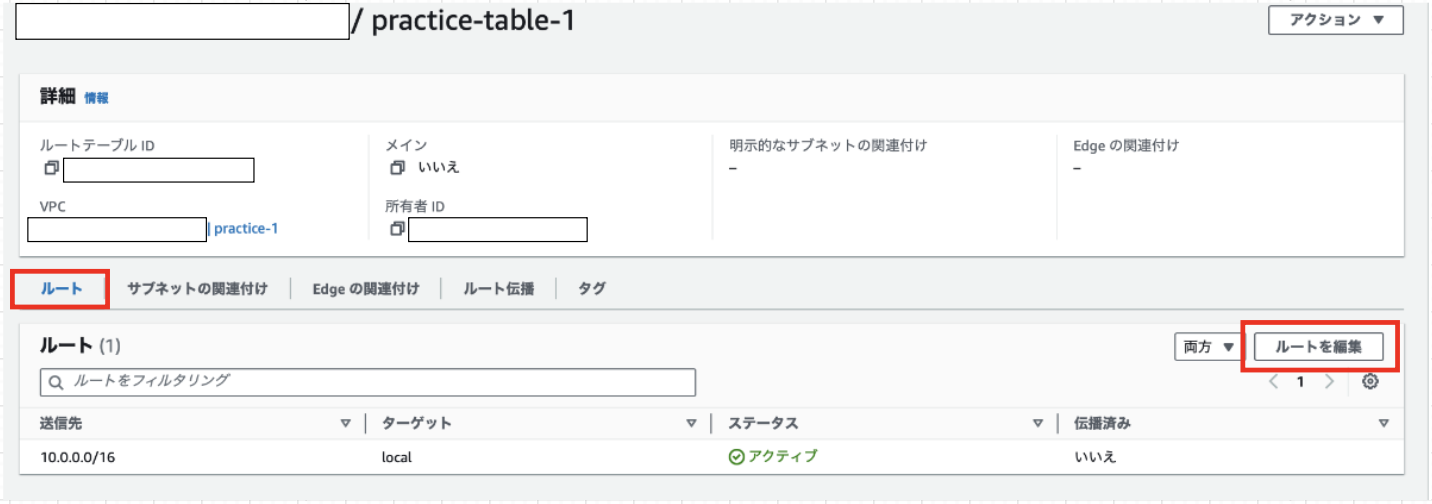 / practice-table-1
アクション ▼
詳細 情報
ルートテーブル ID
メイン
いいえ
明示的なサブネットの関連付け
–
Edge の関連付け
–
VPC
| practice-1
所有者 ID
ルート
サブネットの関連付け
Edge の関連付け
ルート伝播
タグ
ルート (1)
両方 ▼
ルートを編集
ルートをフィルタリング
< 1 >
送信先
ターゲット
ステータス
伝播済み
10.0.0.0/16
local
アクティブ
いいえ